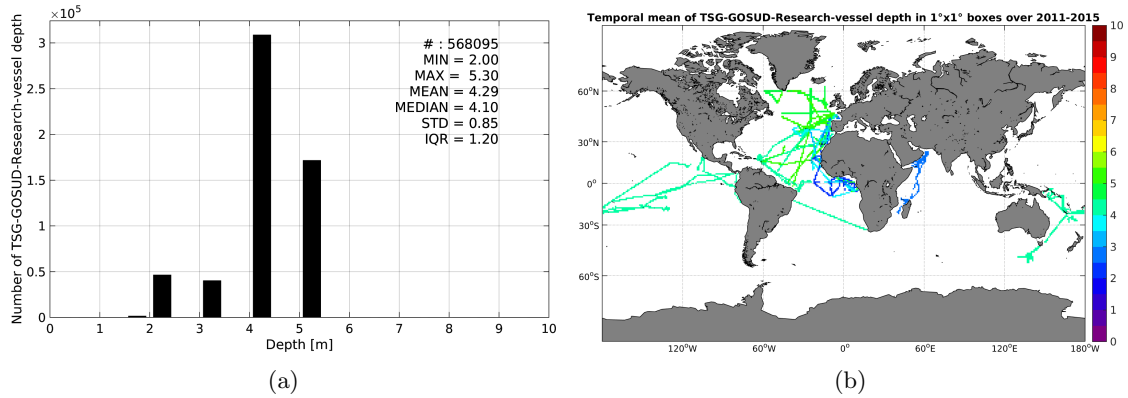 ×10⁵
Number of TSG-GOSUD-Research-vessel depth
3
2.5
2
1.5
1
0.5
0
0 1 2 3 4 5 6 7 8 9 10
Depth [m]
# : 568095
MIN = 2.00
MAX = 5.30
MEAN = 4.29
MEDIAN = 4.10
STD = 0.85
IQR = 1.20
(a)
Temporal mean of TSG-GOSUD-Research-vessel depth in 1°x1° boxes over 2011-2015
60°N
30°N
0°
30°S
60°S
120°W 60°W 0° 60°E 120°E 180°W
10
9
8
7
6
5
4
3
2
1
0
(b)